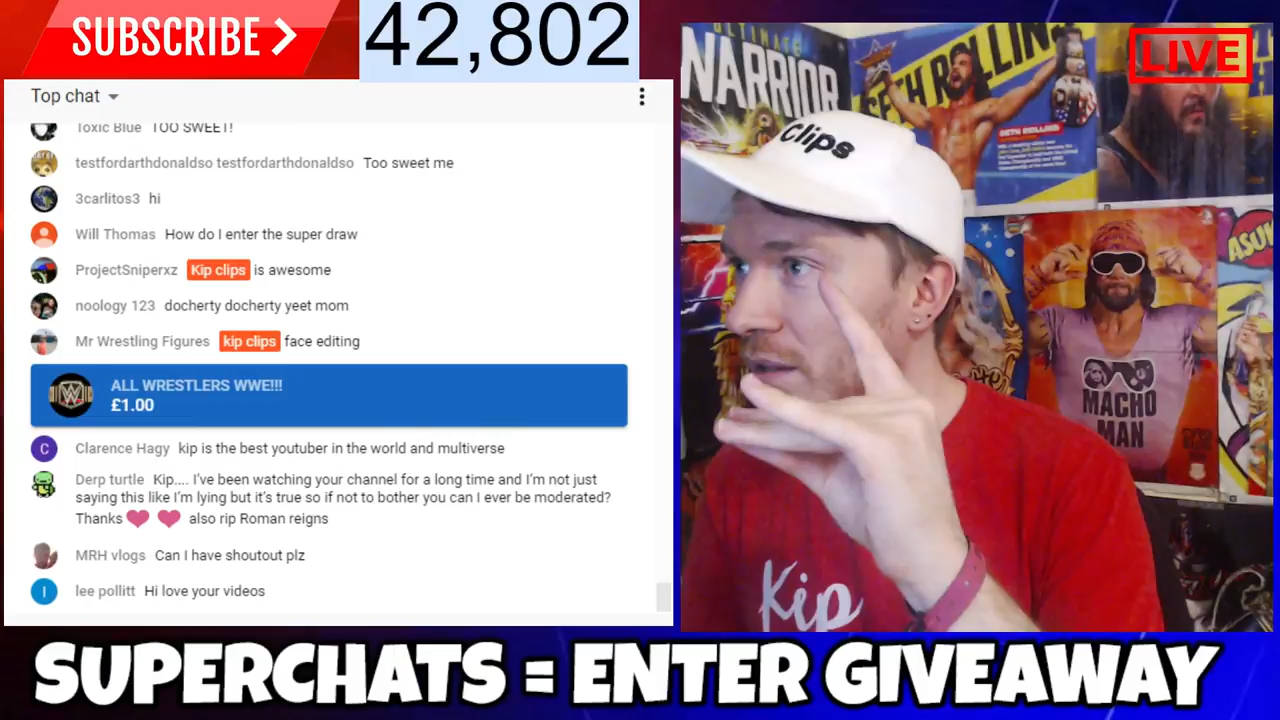 SUBSCRIBE
42,802
Top chat
Toxic Blue TOO SWEET!
testfordarthdonaldso testfordarthdonaldso Too sweet me
3carlitos3 hi
Will Thomas How do I enter the super draw
ProjectSniperxz Kip clips is awesome
noology 123 docherty docherty yeet mom
Mr Wrestling Figures kip clips face editing
ALL WRESTLERS WWE!!!
£1.00
C Clarence Hagy kip is the best youtuber in the world and multiverse
Derp turtle Kip.... I've been watching your channel for a long time and I'm not just
saying this like I'm lying but it's true so if not to bother you can I ever be moderated?
Thanks also rip Roman reigns
MRH vlogs Can I have shoutout plz
lee pollitt Hi love your videos
LIVE
ULTIMATE
WARRIOR
SETH ROLLINS
SETH ROLLINS
Clips
ASUK
MACHO
MAN
Kip
SUPERCHATS = ENTER GIVEAWAY